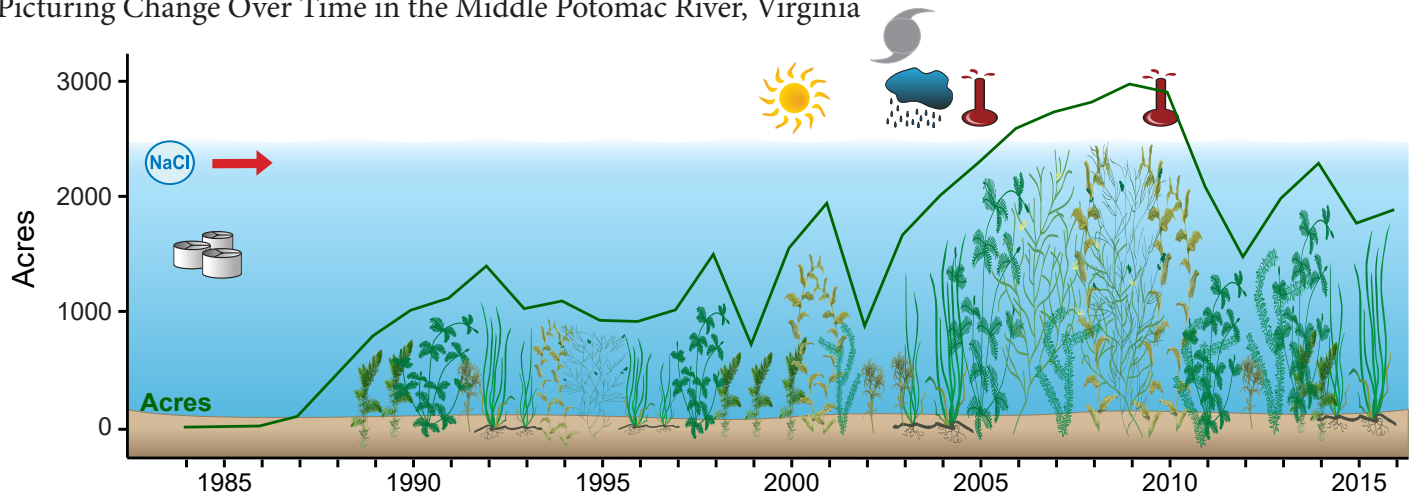 Picturing Change Over Time in the Middle Potomac River, Virginia
3000
NaCl
2000
Acres
1000
Acres
0
1985 1990 1995 2000 2005 2010 2015